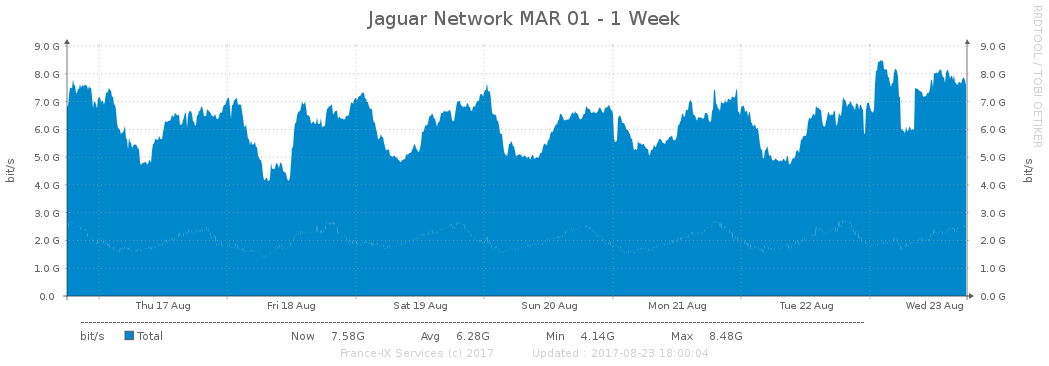 Jaguar Network MAR 01 - 1 Week
RRDTOOL / TOBI OETIKER
bit/s
9.0 G
8.0 G
7.0 G
6.0 G
5.0 G
4.0 G
3.0 G
2.0 G
1.0 G
0.0
9.0 G
8.0 G
7.0 G
6.0 G
5.0 G
4.0 G
3.0 G
2.0 G
1.0 G
0.0 G
bit/s
Thu 17 Aug Fri 18 Aug Sat 19 Aug Sun 20 Aug Mon 21 Aug Tue 22 Aug Wed 23 Aug
bit/s Total Now 7.58G Avg 6.28G Min 4.14G Max 8.48G
France-IX Services (c) 2017 Updated : 2017-08-23 18:00:04